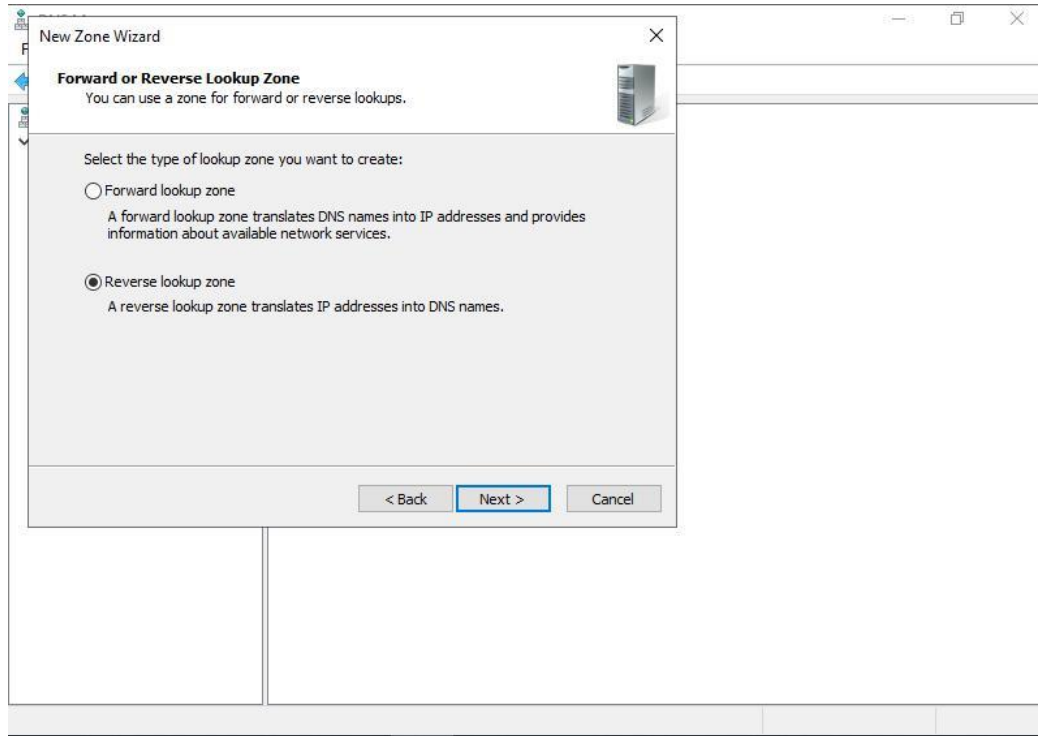 New Zone Wizard
Forward or Reverse Lookup Zone
You can use a zone for forward or reverse lookups.
Select the type of lookup zone you want to create:
Forward lookup zone
A forward lookup zone translates DNS names into IP addresses and provides
information about available network services.
Reverse lookup zone
A reverse lookup zone translates IP addresses into DNS names.
< Back Next > Cancel